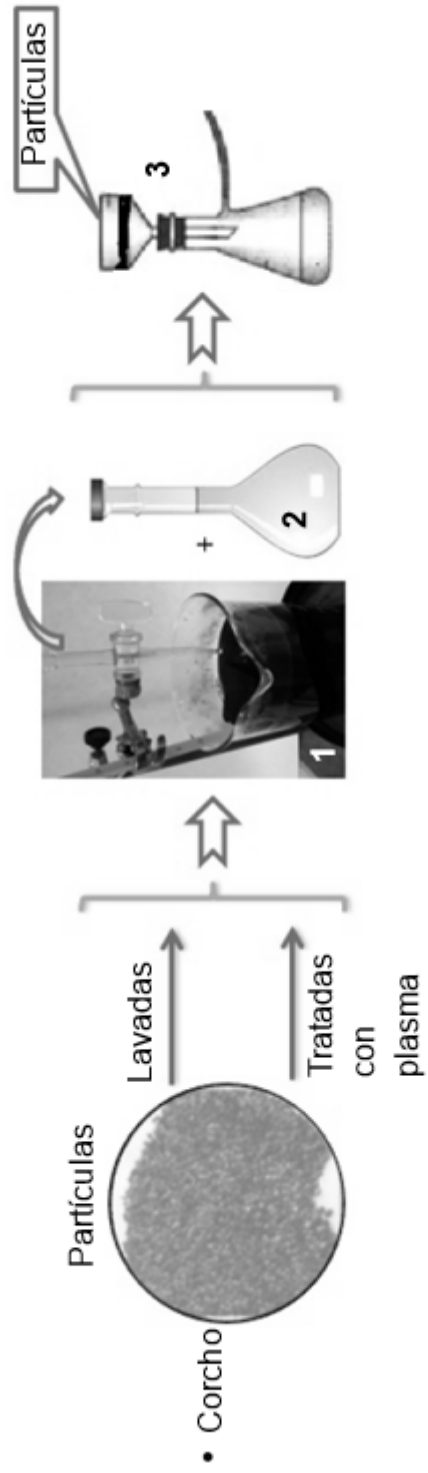 • Corcho
Partículas
Lavadas
Tratadas
con
plasma
1
+
2
3
Partículas